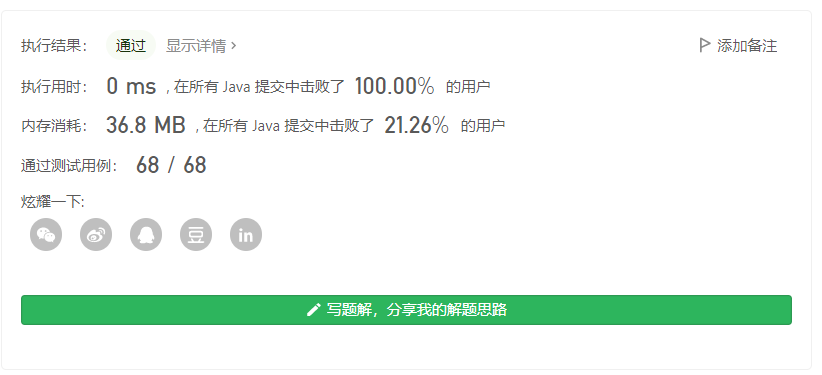 执行结果： 通过 显示详情 › 添加备注
执行用时： 0 ms , 在所有 Java 提交中击败了 100.00% 的用户
内存消耗： 36.8 MB , 在所有 Java 提交中击败了 21.26% 的用户
通过测试用例： 68 / 68
炫耀一下:
豆 in
写题解，分享我的解题思路